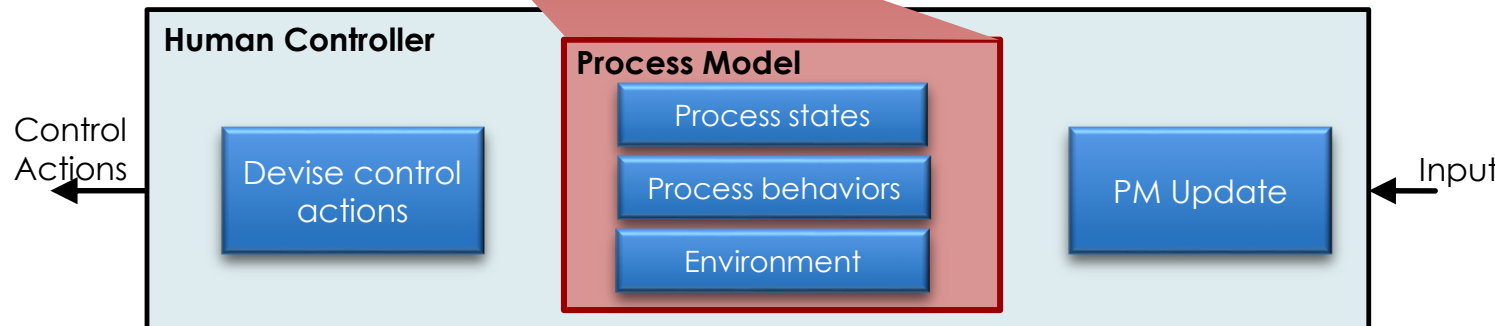 Human Controller
Process Model
Control
Actions
Devise control
actions
Process states
Process behaviors
Environment
PM Update
Input